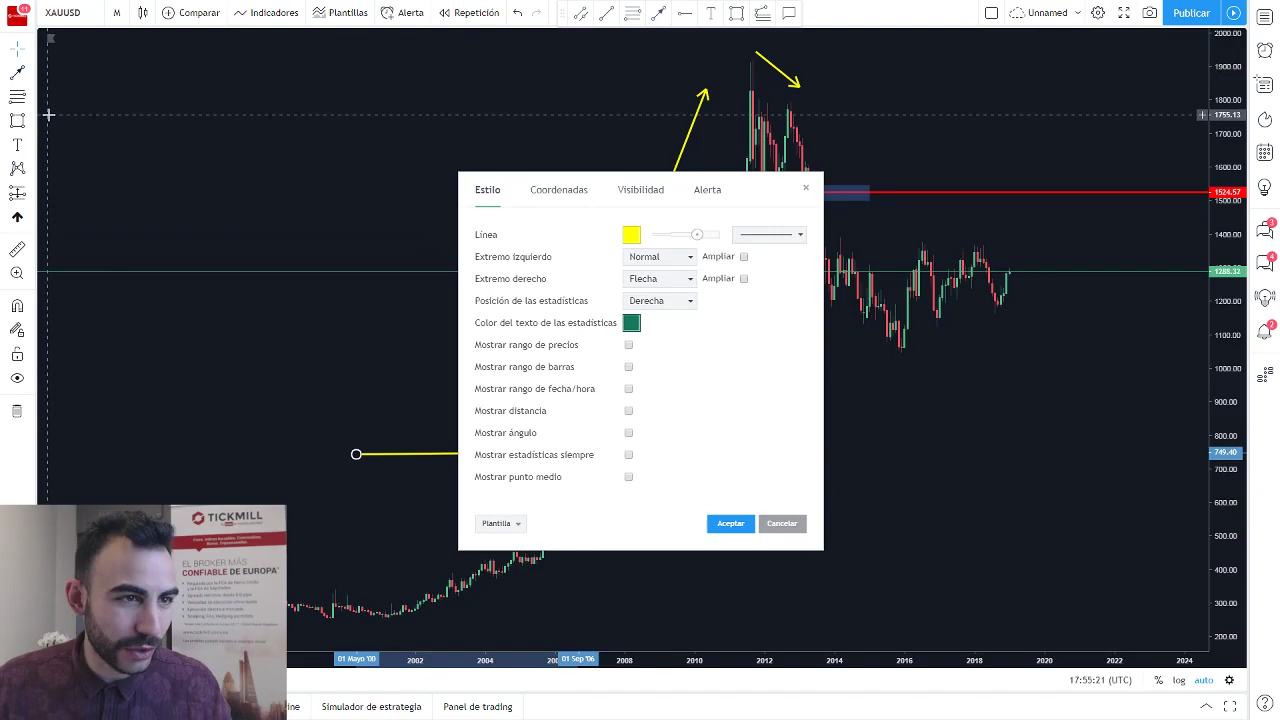 11
XAUUSD
M
Comparar
Indicadores
Plantillas
Alerta
Repetición
Unnamed
Publicar
2000.00
1900.00
1800.00
1755.13
1700.00
1600.00
1524.57
1500.00
1400.00
1288.32
1200.00
1100.00
1000.00
900.00
800.00
749.40
700.00
600.00
500.00
400.00
300.00
200.00
3
4
2
Estilo
Coordenadas
Visibilidad
Alerta
×
Línea
Extremo izquierdo
Normal
Ampliar
Extremo derecho
Flecha
Ampliar
Posición de las estadísticas
Derecha
Color del texto de las estadísticas
Mostrar rango de precios
Mostrar rango de barras
Mostrar rango de fecha/hora
Mostrar distancia
Mostrar ángulo
Mostrar estadísticas siempre
Mostrar punto medio
Plantilla
Aceptar
Cancelar
TICKMILL
EL BROKER MÁS
CONFIABLE DE EUROPA*
01 Mayo '00
2002
2004
01 Sep '06
2008
2010
2012
2014
2016
2018
2020
2022
2024
17:55:21 (UTC)
%
log
auto
Simulador de estrategia
Panel de trading